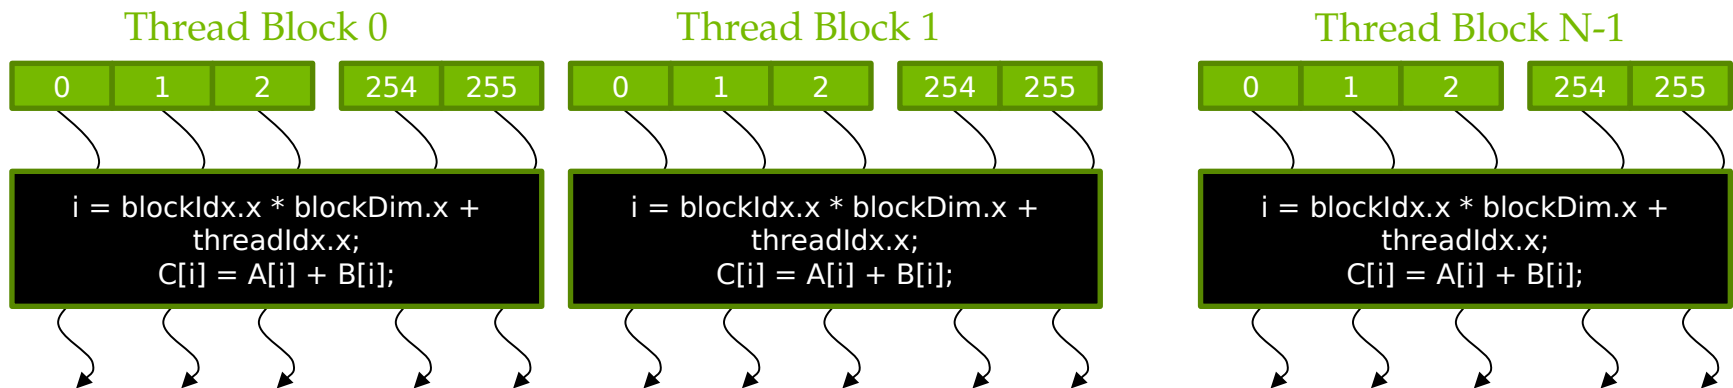 Thread Block 0
0 1 2 254 255
i = blockIdx.x * blockDim.x +
threadIdx.x;
C[i] = A[i] + B[i];
Thread Block 1
0 1 2 254 255
i = blockIdx.x * blockDim.x +
threadIdx.x;
C[i] = A[i] + B[i];
Thread Block N-1
0 1 2 254 255
i = blockIdx.x * blockDim.x +
threadIdx.x;
C[i] = A[i] + B[i];